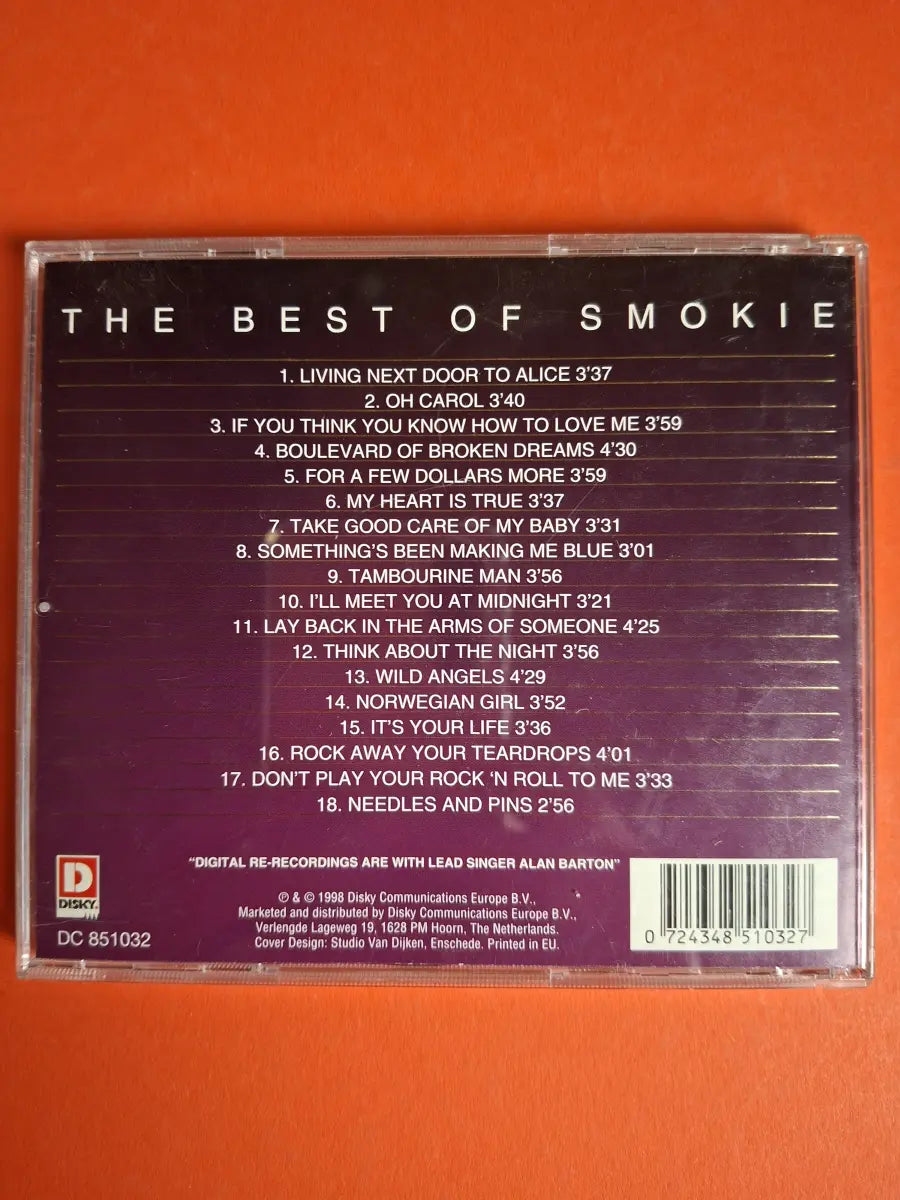 THE BEST OF SMOKIE
1. LIVING NEXT DOOR TO ALICE 3'37
2. OH CAROL 3'40
3. IF YOU THINK YOU KNOW HOW TO LOVE ME 3'59
4. BOULEVARD OF BROKEN DREAMS 4'30
5. FOR A FEW DOLLARS MORE 3'59
6. MY HEART IS TRUE 3'37
7. TAKE GOOD CARE OF MY BABY 3'31
8. SOMETHING'S BEEN MAKING ME BLUE 3'01
9. TAMBOURINE MAN 3'56
10. I'LL MEET YOU AT MIDNIGHT 3'21
11. LAY BACK IN THE ARMS OF SOMEONE 4'25
12. THINK ABOUT THE NIGHT 3'56
13. WILD ANGELS 4'29
14. NORWEGIAN GIRL 3'52
15. IT'S YOUR LIFE 3'36
16. ROCK AWAY YOUR TEARDROPS 4'01
17. DON'T PLAY YOUR ROCK 'N ROLL TO ME 3'33
18. NEEDLES AND PINS 2'56
"DIGITAL RE-RECORDINGS ARE WITH LEAD SINGER ALAN BARTON"
℗ & © 1998 Disky Communications Europe B.V.,
Marketed and distributed by Disky Communications Europe B.V.,
Verlengde Lageweg 19, 1628 PM Hoorn, The Netherlands.
Cover Design: Studio Van Dijken, Enschede. Printed in EU.
D
DISKY
DC 851032
0 724348 510327